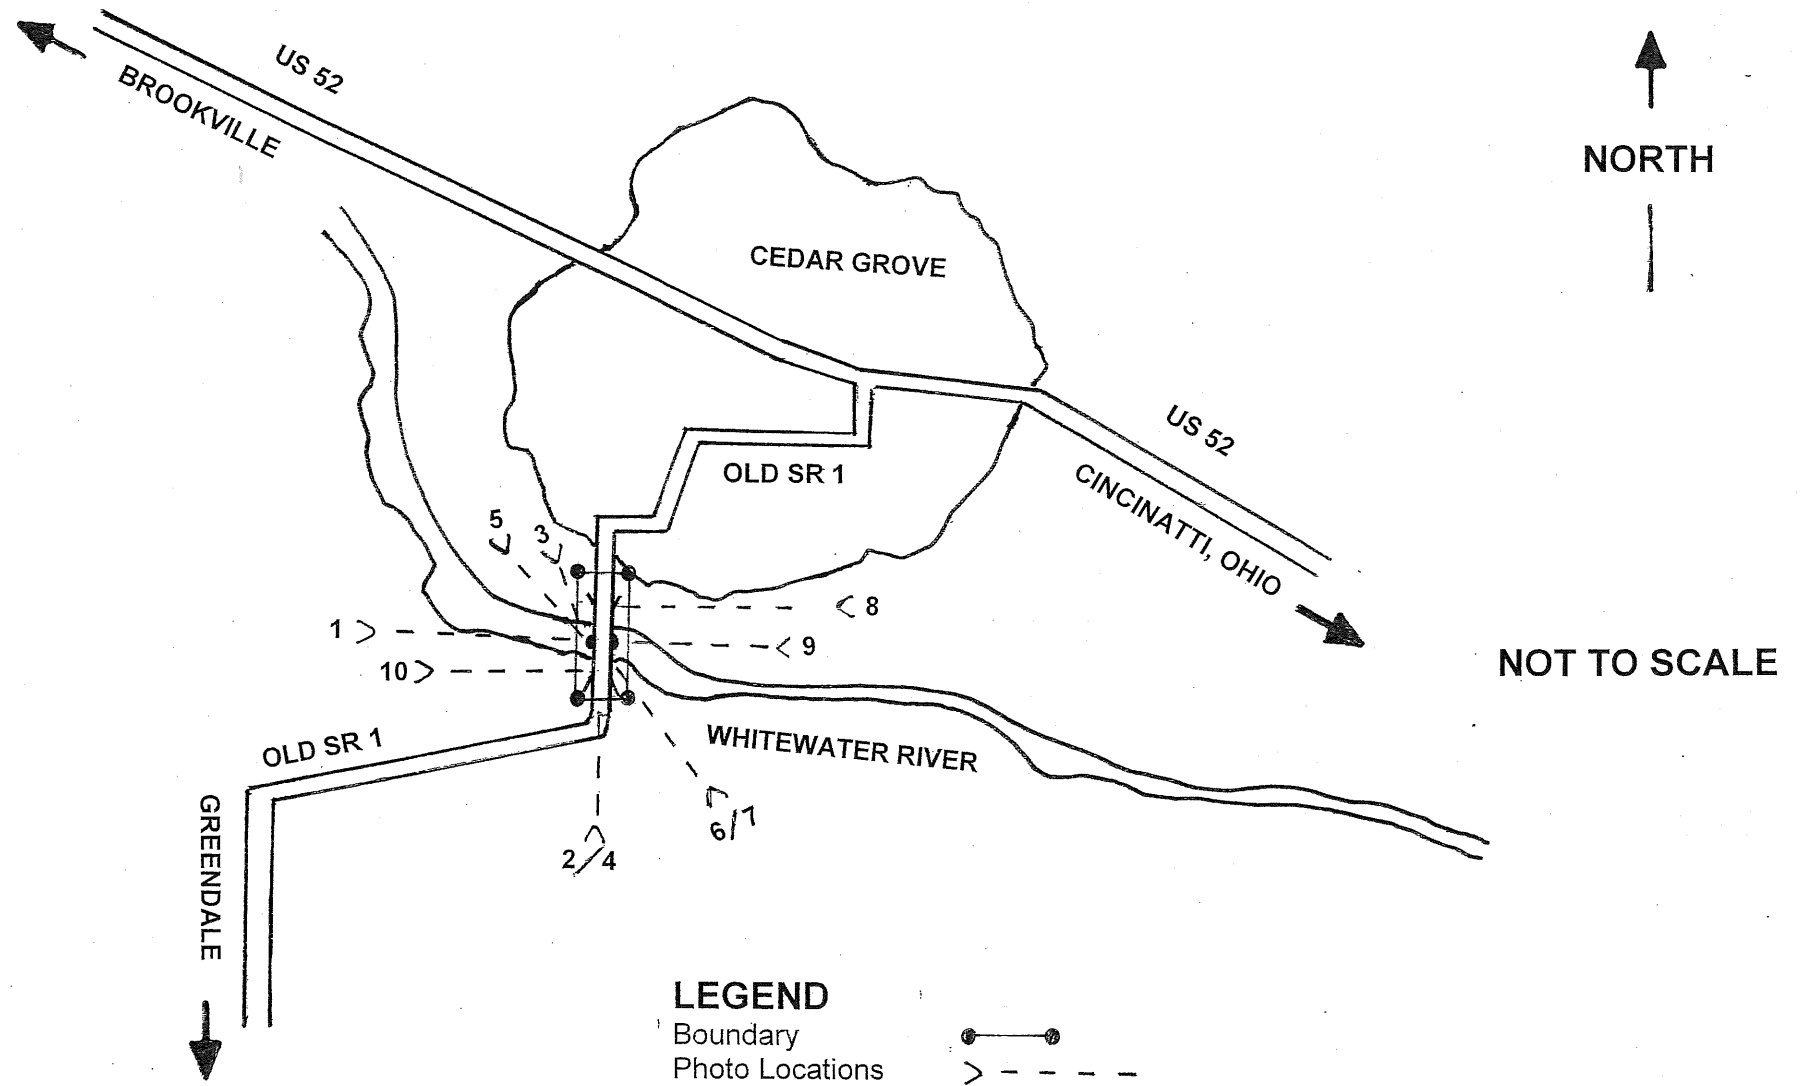 US 52
BROOKVILLE
NORTH
CEDAR GROVE
US 52
OLD SR 1
CINCINATTI, OHIO
5
3
8
1
9
10
NOT TO SCALE
OLD SR 1
WHITEWATER RIVER
GREENDALE
6/7
2/4
LEGEND
Boundary
Photo Locations